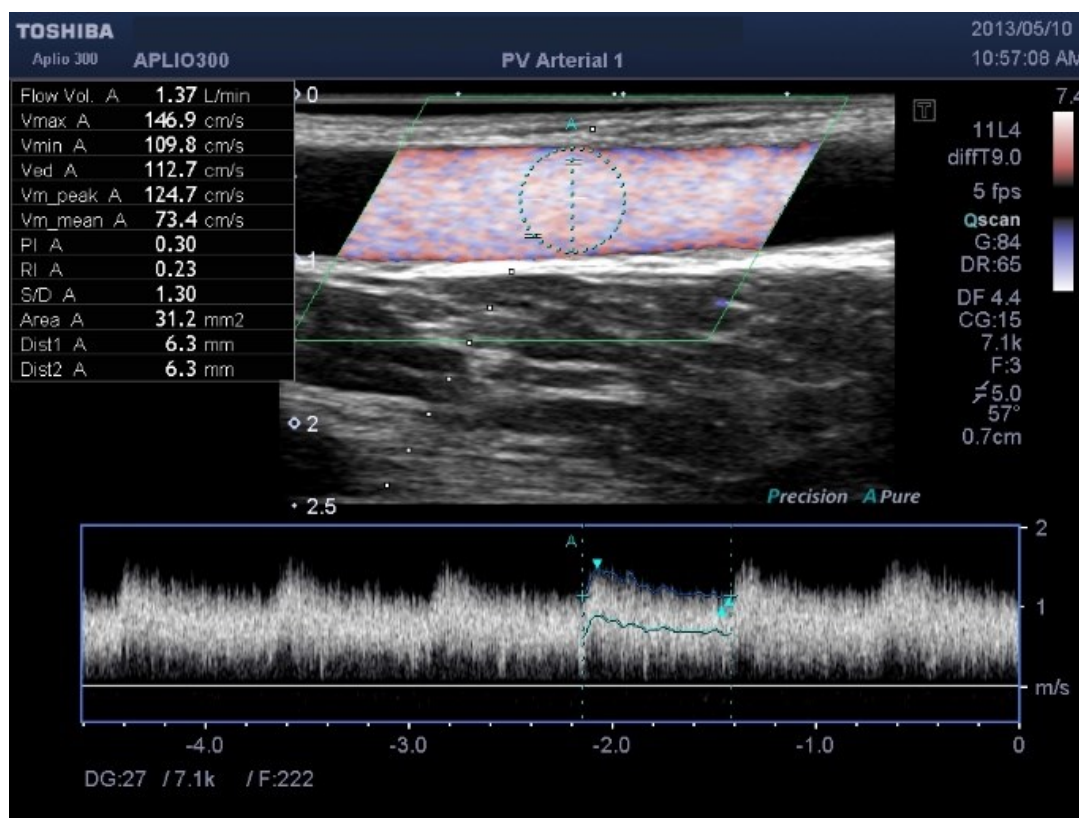 TOSHIBA
2013/05/10
Aplio 300 APLIO300 PV Arterial 1 10:57:08 AM
Flow Vol. A 1.37 L/min
Vmax A 146.9 cm/s
Vmin A 109.8 cm/s
Ved A 112.7 cm/s
Vm_peak A 124.7 cm/s
Vm_mean A 73.4 cm/s
PI A 0.30
RI A 0.23
S/D A 1.30
Area A 31.2 mm2
Dist1 A 6.3 mm
Dist2 A 6.3 mm
0
A
1
2
2.5
T
7.4
11L4
diffT9.0
5 fps
Qscan
G:84
DR:65
DF 4.4
CG:15
7.1k
F:3
5.0
57°
0.7cm
Precision A Pure
A
2
1
m/s
-4.0 -3.0 -2.0 -1.0 0
DG:27 / 7.1k / F:222